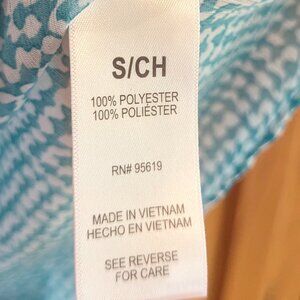 S/CH
100% POLYESTER
100% POLIÉSTER
RN# 95619
MADE IN VIETNAM
HECHO EN VIETNAM
SEE REVERSE
FOR CARE